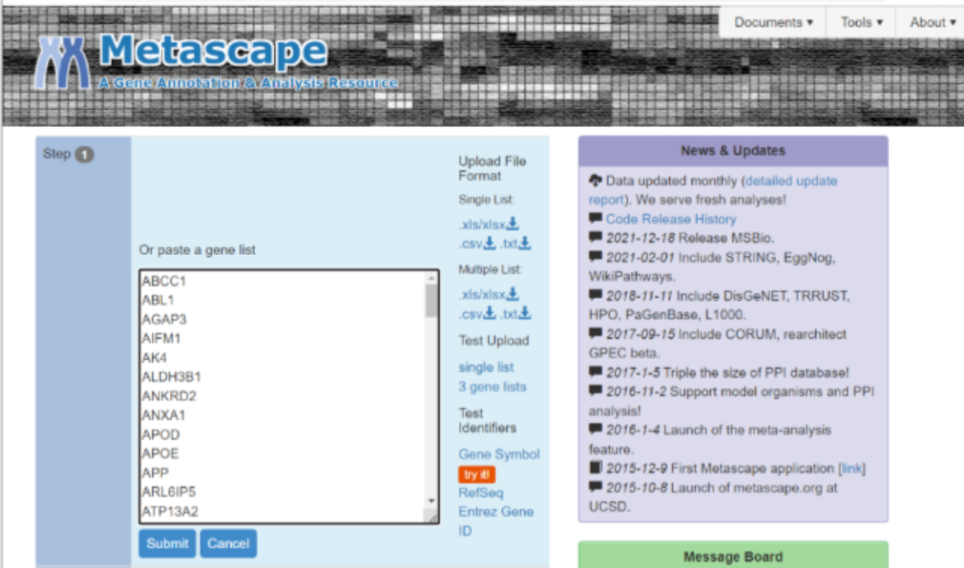 Documents ▾ Tools ▾ About ▾
Metascape
A Gene Annotation & Analysis Resource
Step 1
Or paste a gene list
ABCC1
ABL1
AGAP3
AIFM1
AK4
ALDH3B1
ANKRD2
ANXA1
APOD
APOE
APP
ARL6IP5
ATP13A2
Submit Cancel
Upload File
Format
Single List:
.xls/xlsx
.csv .txt
Multiple List:
.xls/xlsx
.csv .txt
Test Upload
single list
3 gene lists
Test
Identifiers
Gene Symbol
try it!
RefSeq
Entrez Gene
ID
News & Updates
Data updated monthly (detailed update
report). We serve fresh analyses!
Code Release History
2021-12-18 Release MSBio.
2021-02-01 Include STRING, EggNog,
WikiPathways.
2018-11-11 Include DisGeNET, TRRUST,
HPO, PaGenBase, L1000.
2017-09-15 Include CORUM, rearchitect
GPEC beta.
2017-1-5 Triple the size of PPI database!
2016-11-2 Support model organisms and PPI
analysis!
2016-1-4 Launch of the meta-analysis
feature.
2015-12-9 First Metascape application [link]
2015-10-8 Launch of metascape.org at
UCSD.
Message Board